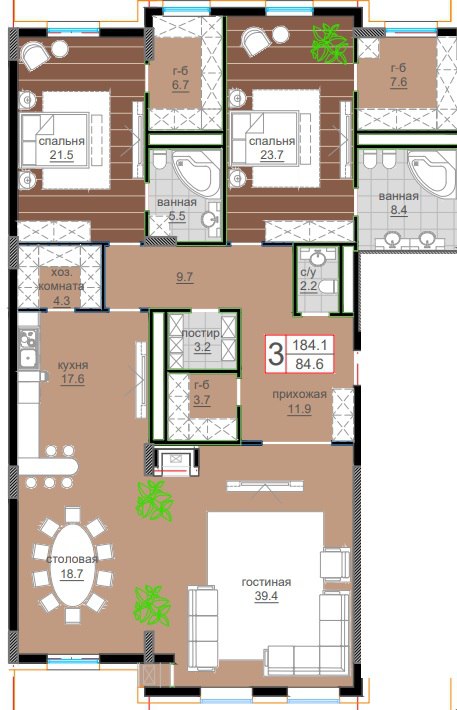 г-б
6.7
г-б
7.6
спальня
21.5
спальня
23.7
ванная
5.5
ванная
8.4
хоз.
комната
4.3
9.7
с/у
2.2
постир.
3.2
3
184.1
84.6
кухня
17.6
г-б
3.7
прихожая
11.9
столовая
18.7
гостиная
39.4